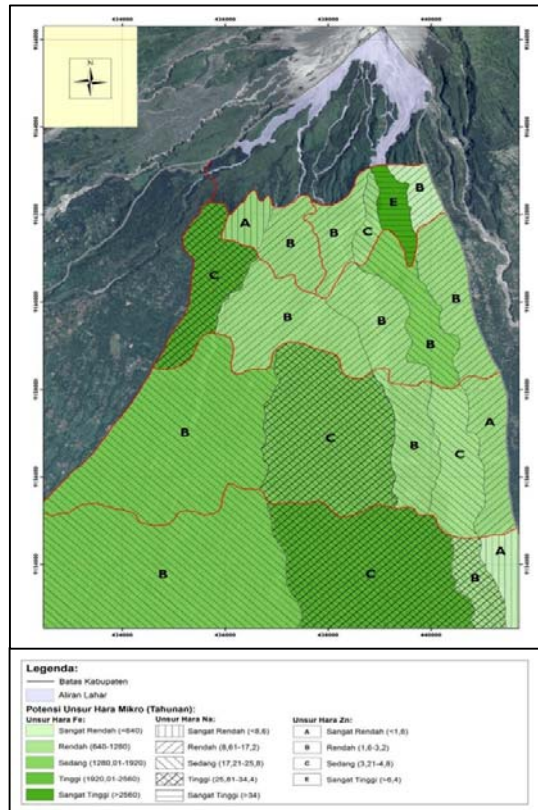 434000 436000 438000 440000
N
B
A
E
B
B
C
C
B
B
B
B
A
B
C
B
C
A
B
C
B
434000 436000 438000 440000
Legenda:
Batas Kabupaten
Aliran Lahar
Potensi Unsur Hara Mikro (Tahunan):
Unsur Hara Fe: Unsur Hara Na: Unsur Hara Zn:
Sangat Rendah (<640) Sangat Rendah (<8,6) A Sangat Rendah (<1,6)
Rendah (640-1280) Rendah (8,61-17,2) B Rendah (1,6-3,2)
Sedang (1280,01-1920) Sedang (17,21-25,8) C Sedang (3,21-4,8)
Tinggi (1920,01-2560) Tinggi (25,81-34,4) E Sangat Tinggi (>6,4)
Sangat Tinggi (>2560) Sangat Tinggi (>34)